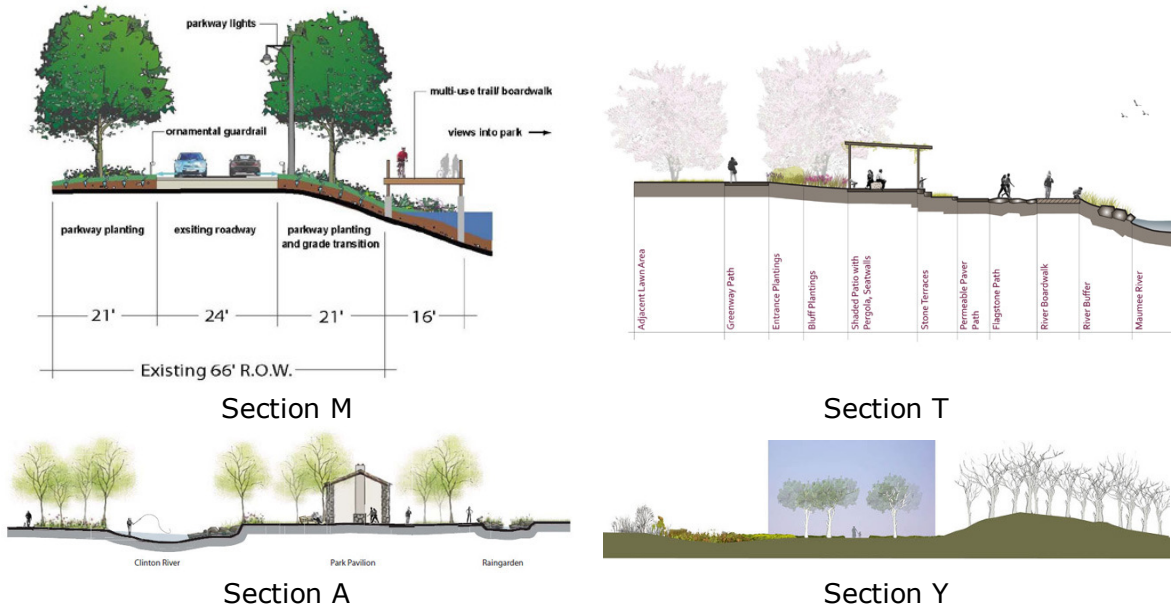 parkway lights
multi-use trail/ boardwalk
ornamental guardrail
views into park
parkway planting
exsiting roadway
parkway planting
and grade transition
21'
24'
21'
16'
Existing 66' R.O.W.
Section M
Adjacent Lawn Area
Greenway Path
Entrance Plantings
Bluff Plantings
Shaded Patio with
Pergola, Seatwalls
Stone Terraces
Permeable Paver
Path
Flagstone Path
River Boardwalk
River Buffer
Maumee River
Section T
Clinton River
Park Pavilion
Raingarden
Section A
Section Y